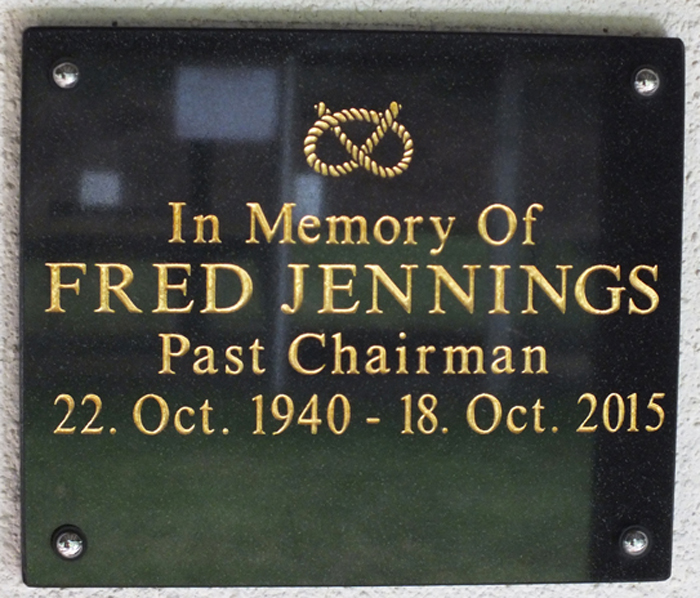 In Memory Of
FRED JENNINGS
Past Chairman
22. Oct. 1940 - 18. Oct. 2015